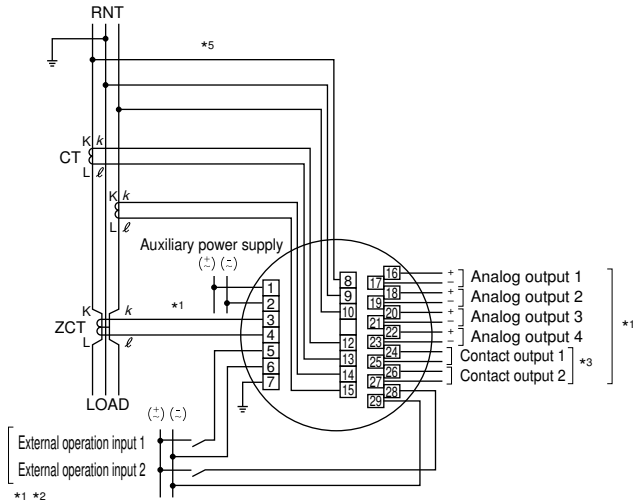 RNT
*5
K k
CT
L ℓ
K k
L ℓ
Auxiliary power supply
(+∼) (-∼)
*1
K k
ZCT
L ℓ
LOAD
1
2
3
4
5
6
7
8
9
10
12
13
14
15
16 + Analog output 1
17 −
18 + Analog output 2
19 −
20 + Analog output 3
21 −
22 + Analog output 4
23 −
24 Contact output 1
25
26 Contact output 2
27
28
29
*3
*1
(+∼) (-∼)
External operation input 1
External operation input 2
*1 *2